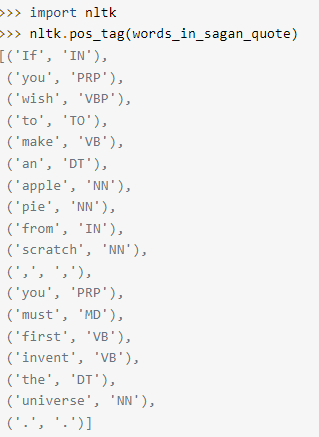 >>> import nltk
>>> nltk.pos_tag(words_in_sagan_quote)
[('If', 'IN'),
 ('you', 'PRP'),
 ('wish', 'VBP'),
 ('to', 'TO'),
 ('make', 'VB'),
 ('an', 'DT'),
 ('apple', 'NN'),
 ('pie', 'NN'),
 ('from', 'IN'),
 ('scratch', 'NN'),
 (',', ','),
 ('you', 'PRP'),
 ('must', 'MD'),
 ('first', 'VB'),
 ('invent', 'VB'),
 ('the', 'DT'),
 ('universe', 'NN'),
 ('.', '.')]